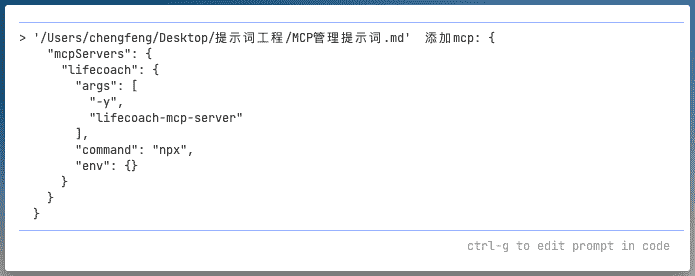 > '/Users/chengfeng/Desktop/提示词工程/MCP管理提示词.md'  添加mcp: {
    "mcpServers": {
      "lifecoach": {
        "args": [
          "-y",
          "lifecoach-mcp-server"
        ],
        "command": "npx",
        "env": {}
      }
    }
  }
ctrl-g to edit prompt in code